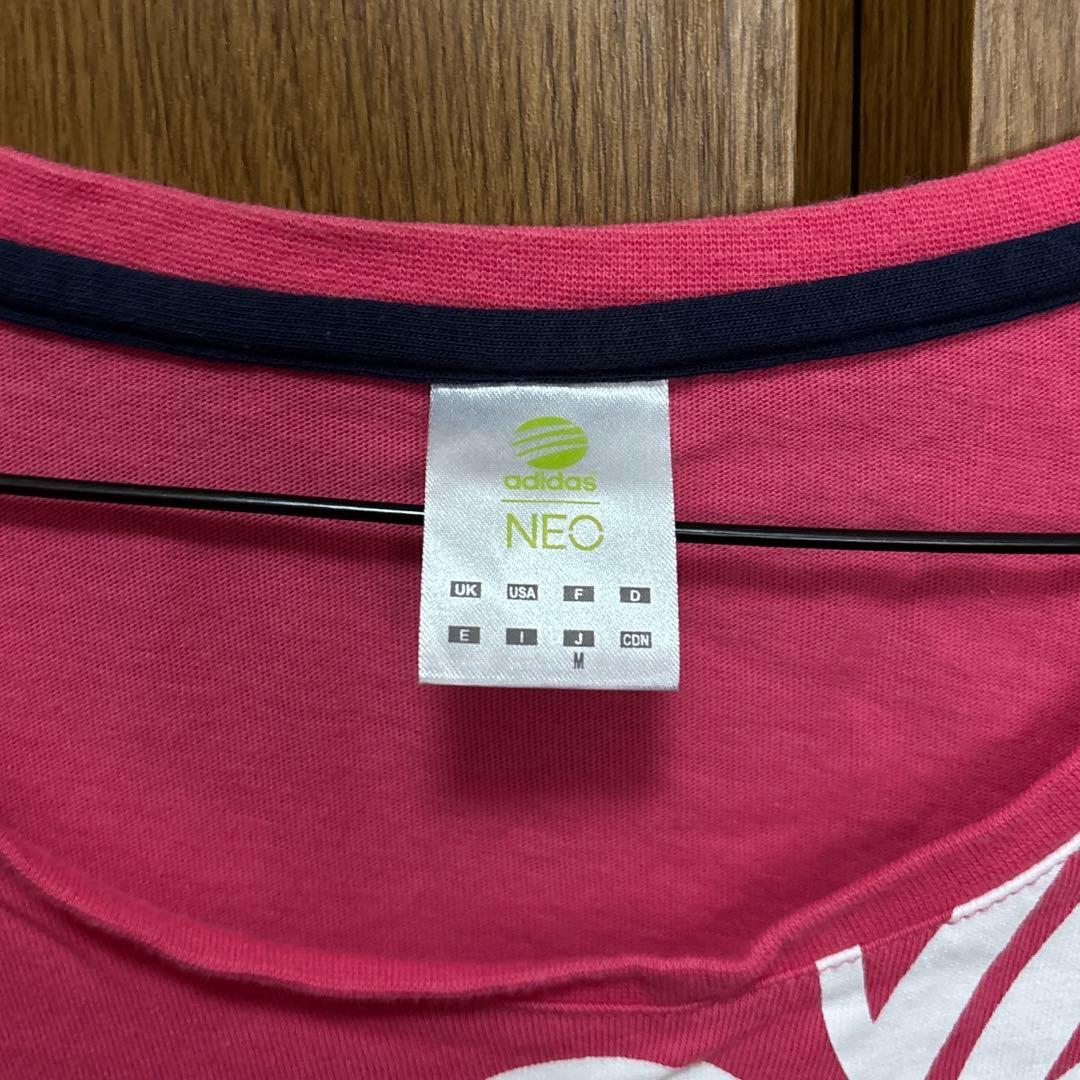 adidas
NEO
UK USA F D
E I J CDN
M